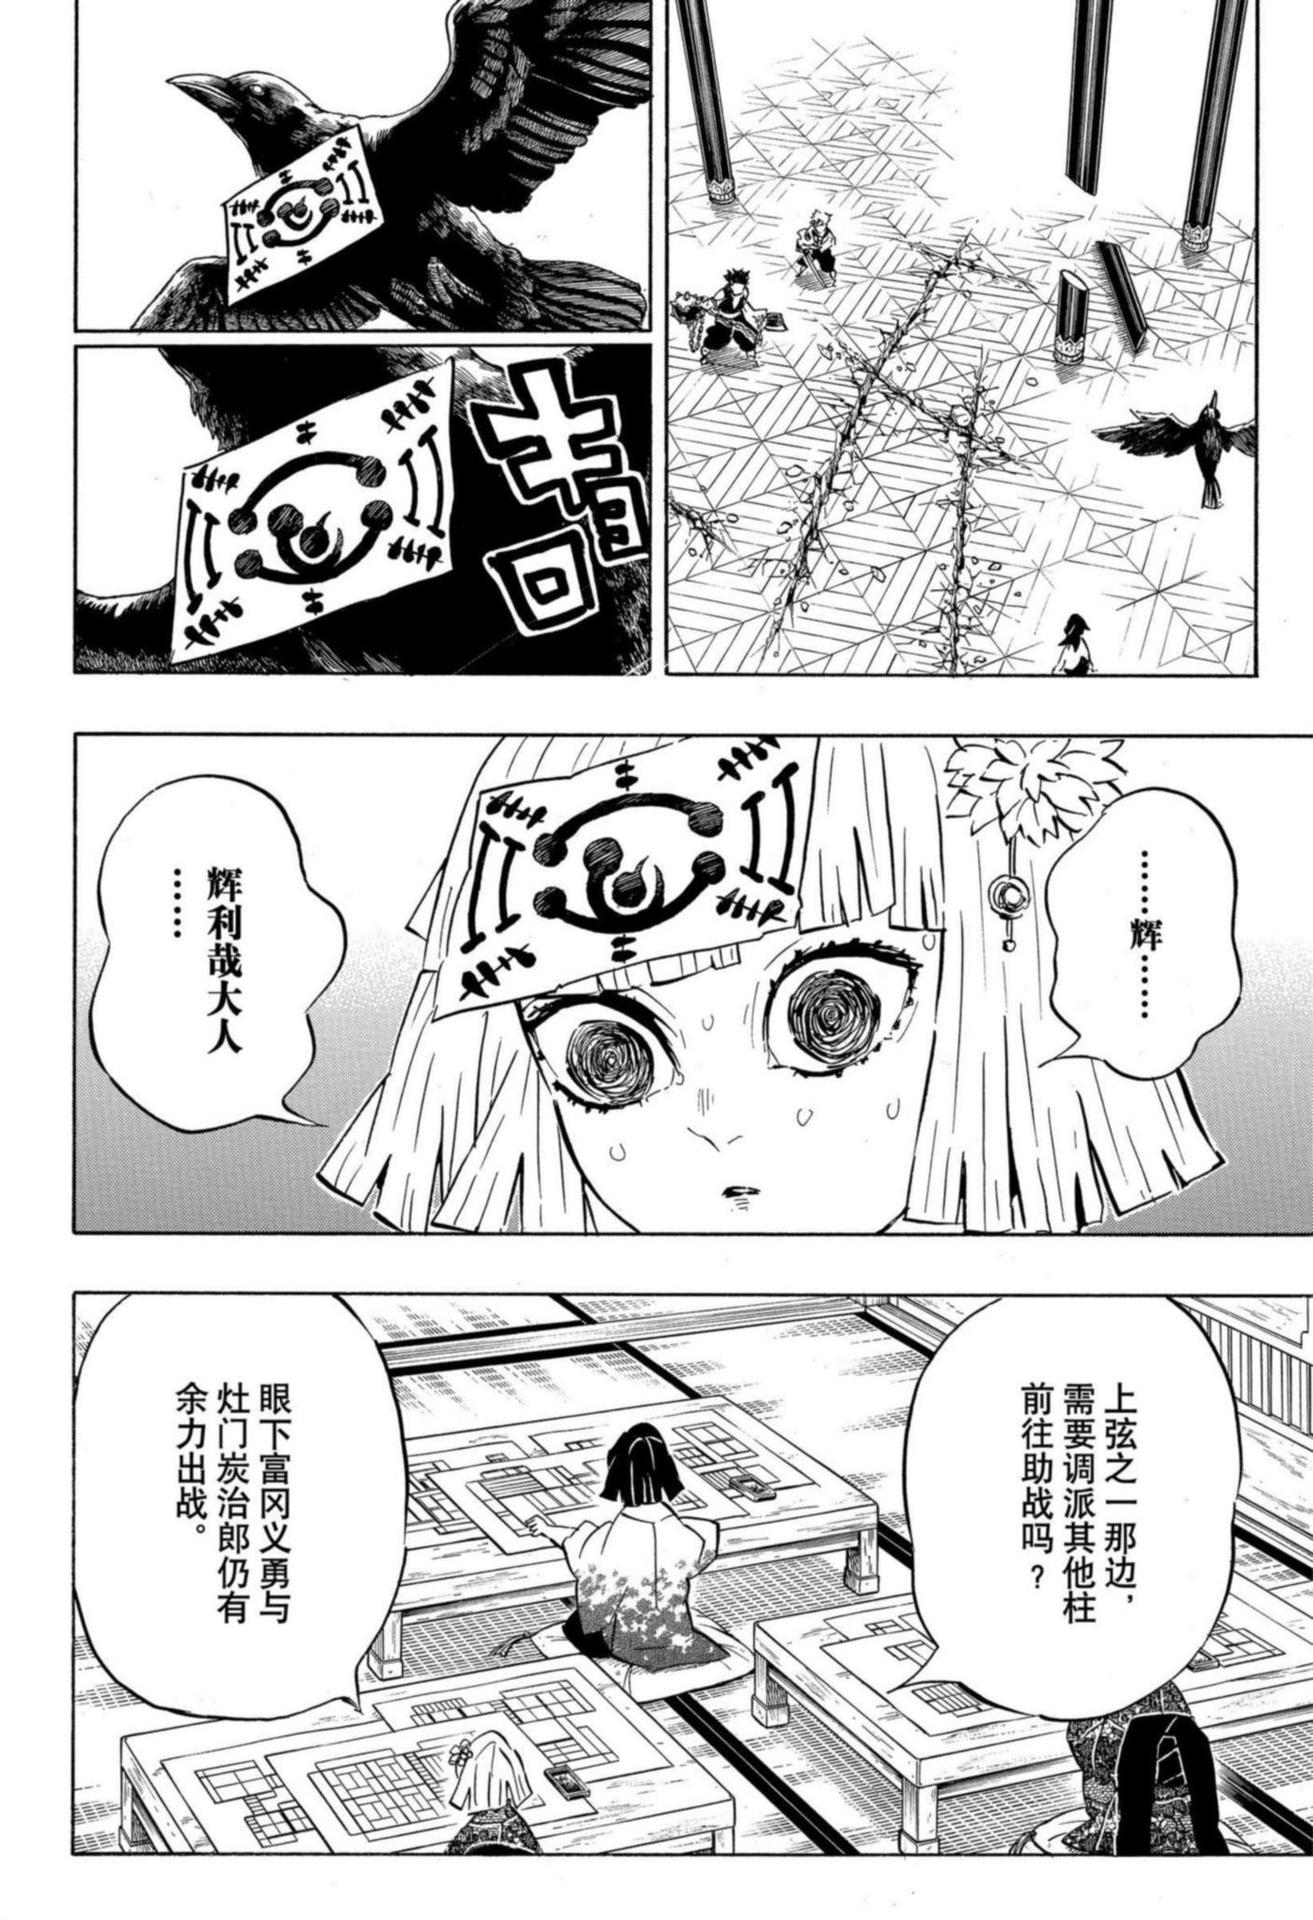 ……辉……
辉利哉大人
……
上弦之一那边，
需要调派其他柱
前往助战吗？
眼下富冈义勇与
灶门炭治郎仍有
余力出战。